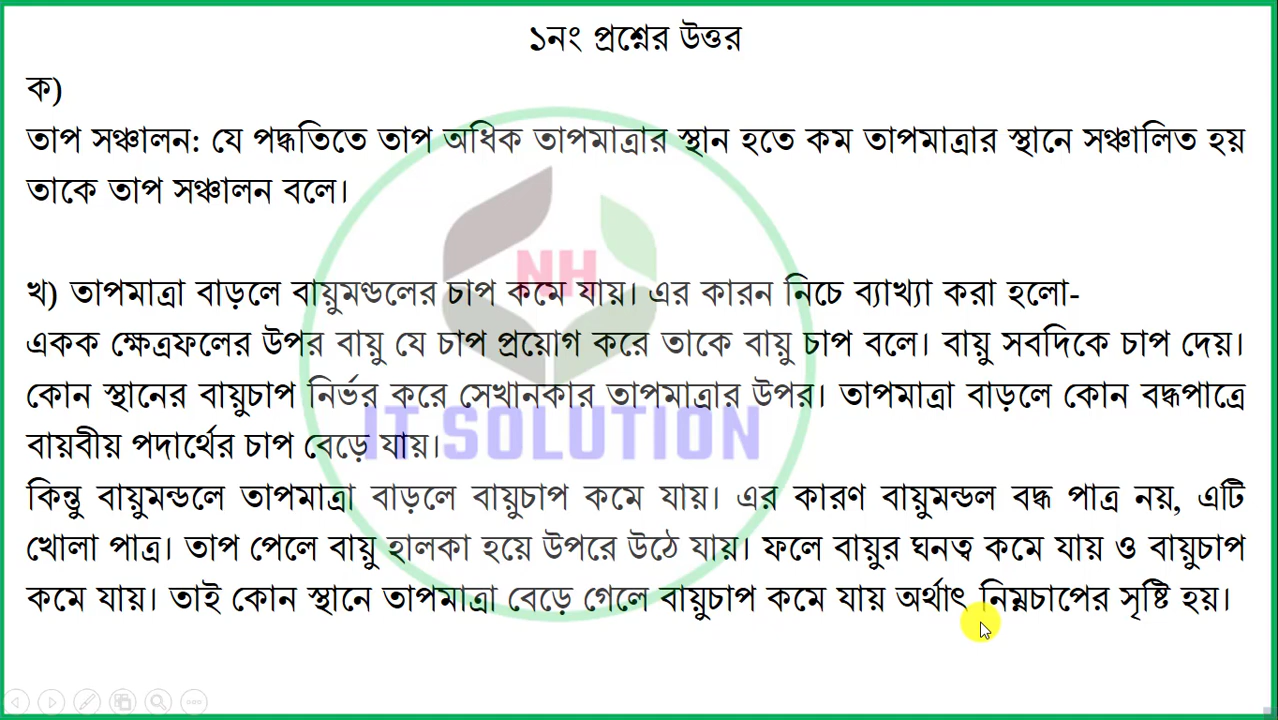 ১নং প্রশ্নের উত্তর
ক)
তাপ সঞ্চালন: যে পদ্ধতিতে তাপ অধিক তাপমাত্রার স্থান হতে কম তাপমাত্রার স্থানে সঞ্চালিত হয়
তাকে তাপ সঞ্চালন বলে।
খ) তাপমাত্রা বাড়লে বায়ুমন্ডলের চাপ কমে যায়। এর কারন নিচে ব্যাখ্যা করা হলো-
NH
একক ক্ষেত্রফলের উপর বায়ু যে চাপ প্রয়োগ করে তাকে বায়ু চাপ বলে। বায়ু সবদিকে চাপ দেয়।
কোন স্থানের বায়ুচাপ নির্ভর করে সেখানকার তাপমাত্রার উপর। তাপমাত্রা বাড়লে কোন বদ্ধপাত্রে
IT SOLUTION
বায়বীয় পদার্থের চাপ বেড়ে যায়।
কিন্তু বায়ুমন্ডলে তাপমাত্রা বাড়লে বায়ুচাপ কমে যায়। এর কারণ বায়ুমন্ডল বদ্ধ পাত্র নয়, এটি
খোলা পাত্র। তাপ পেলে বায়ু হালকা হয়ে উপরে উঠে যায়। ফলে বায়ুর ঘনত্ব কমে যায় ও বায়ুচাপ
কমে যায়। তাই কোন স্থানে তাপমাত্রা বেড়ে গেলে বায়ুচাপ কমে যায় অর্থাৎ নিম্নচাপের সৃষ্টি হয়।